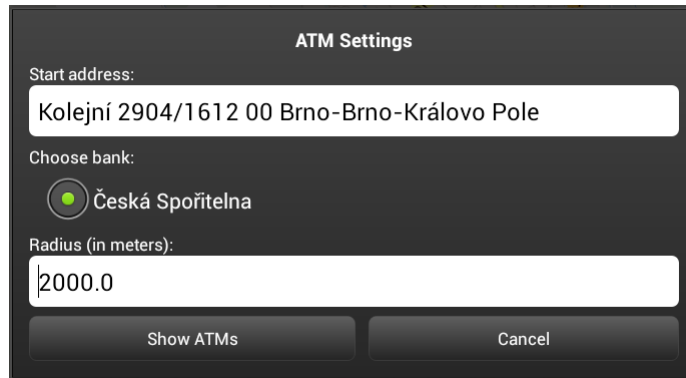 ATM Settings
Start address:
Kolejní 2904/1612 00 Brno-Brno-Královo Pole
Choose bank:
Česká Spořitelna
Radius (in meters):
2000.0
Show ATMs Cancel